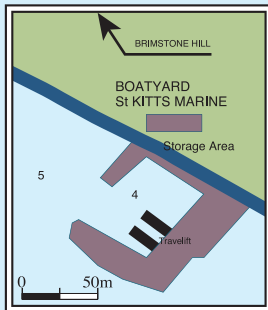 BRIMSTONE HILL
BOATYARD
St KITTS MARINE
Storage Area
5
4
Travelift
0 50m